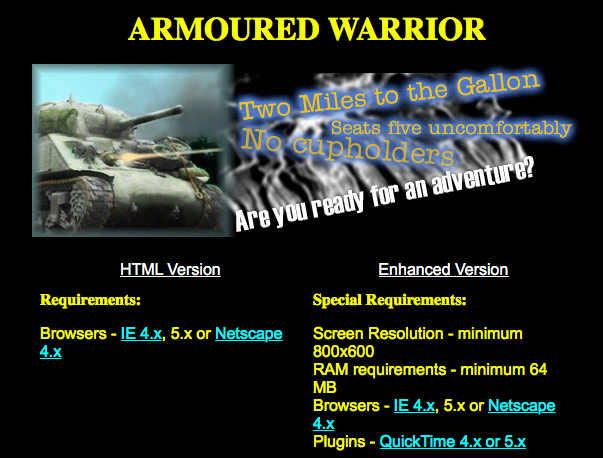 ARMOURED WARRIOR
Two Miles to the Gallon
Seats five uncomfortably
No cupholders
Are you ready for an adventure?
HTML Version
Requirements:
Browsers - IE 4.x, 5.x or Netscape
4.x
Enhanced Version
Special Requirements:
Screen Resolution - minimum
800x600
RAM requirements - minimum 64
MB
Browsers - IE 4.x, 5.x or Netscape
4.x
Plugins - QuickTime 4.x or 5.x